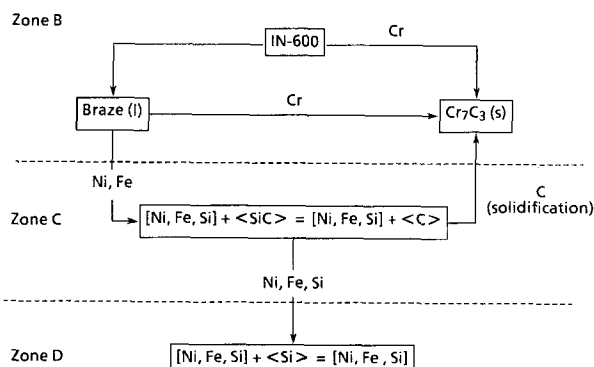 Zone B
IN-600
Cr
Braze (l)
Cr
Cr₇C₃ (s)
Ni, Fe
Zone C
[Ni, Fe, Si] + <SiC> = [Ni, Fe, Si] + <C>
C
(solidification)
Ni, Fe, Si
Zone D
[Ni, Fe, Si] + <Si> = [Ni, Fe , Si]